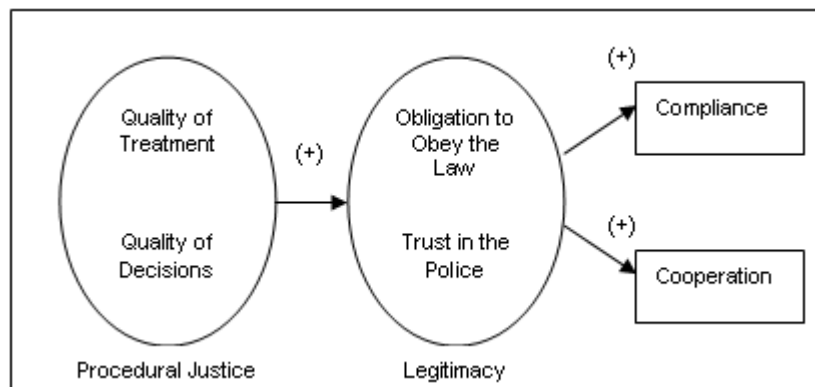 Quality of
Treatment
Quality of
Decisions
Procedural Justice
(+)
Obligation to
Obey the
Law
Trust in the
Police
Legitimacy
(+)
Compliance
(+)
Cooperation